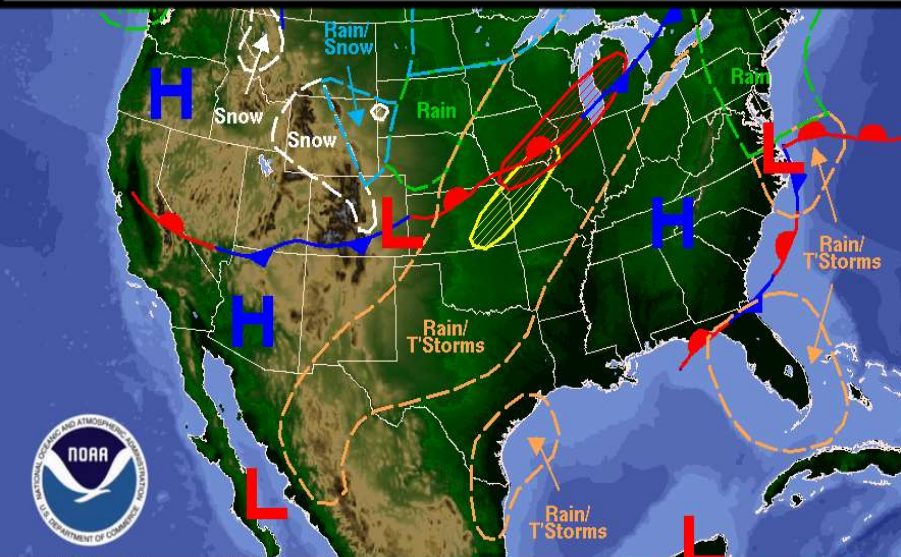 Rain/
Snow
H
Snow
Snow
Rain
Rain
L
L
H
H
Rain/
T'Storms
Rain/
T'Storms
L
Rain/
T'Storms
L
NATIONAL OCEANIC AND ATMOSPHERIC ADMINISTRATION
NOAA
U.S. DEPARTMENT OF COMMERCE